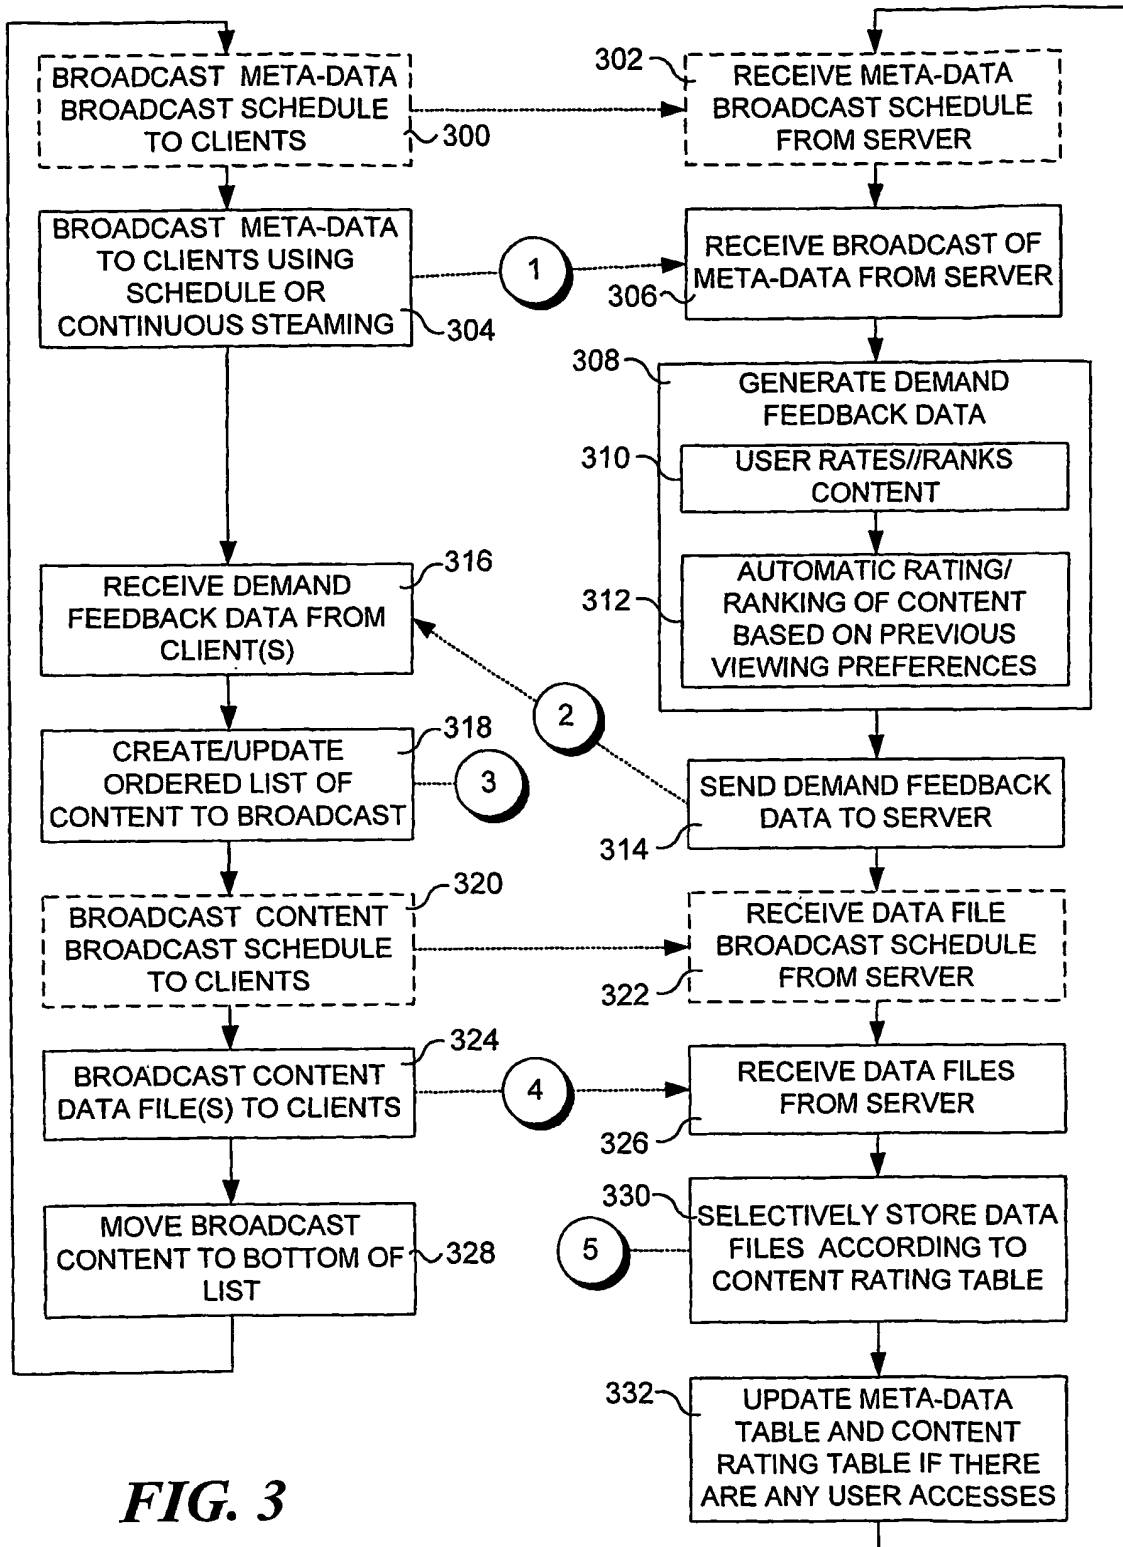 BROADCAST META-DATA
BROADCAST SCHEDULE
TO CLIENTS
300
302
RECEIVE META-DATA
BROADCAST SCHEDULE
FROM SERVER
BROADCAST META-DATA
TO CLIENTS USING
SCHEDULE OR
CONTINUOUS STEAMING
304
1
RECEIVE BROADCAST OF
META-DATA FROM SERVER
306
308
GENERATE DEMAND
FEEDBACK DATA
310
USER RATES//RANKS
CONTENT
312
AUTOMATIC RATING/
RANKING OF CONTENT
BASED ON PREVIOUS
VIEWING PREFERENCES
316
RECEIVE DEMAND
FEEDBACK DATA FROM
CLIENT(S)
2
SEND DEMAND FEEDBACK
DATA TO SERVER
314
318
CREATE/UPDATE
ORDERED LIST OF
CONTENT TO BROADCAST
3
320
BROADCAST CONTENT
BROADCAST SCHEDULE
TO CLIENTS
RECEIVE DATA FILE
BROADCAST SCHEDULE
FROM SERVER
322
324
BROADCAST CONTENT
DATA FILE(S) TO CLIENTS
4
RECEIVE DATA FILES
FROM SERVER
326
MOVE BROADCAST
CONTENT TO BOTTOM OF
LIST
328
330
SELECTIVELY STORE DATA
FILES ACCORDING TO
CONTENT RATING TABLE
5
332
UPDATE META-DATA
TABLE AND CONTENT
RATING TABLE IF THERE
ARE ANY USER ACCESSES
FIG. 3